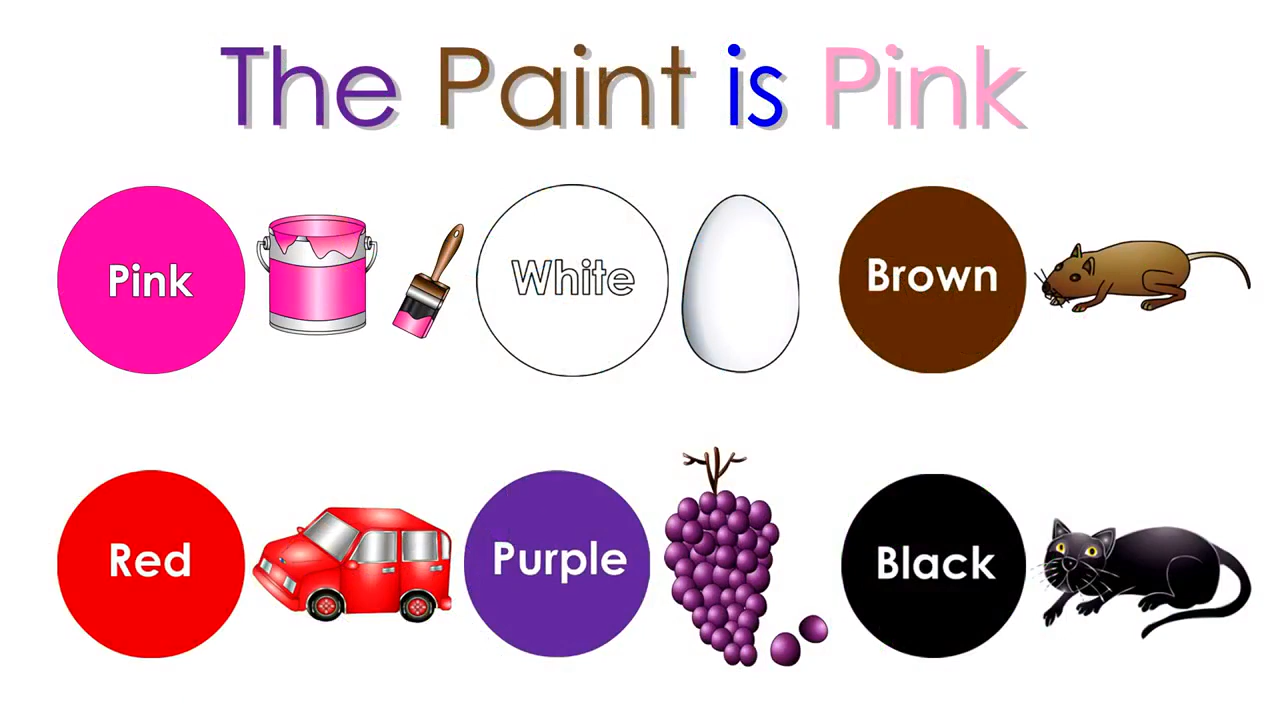 The Paint is Pink
Pink
White
Brown
Red
Purple
Black